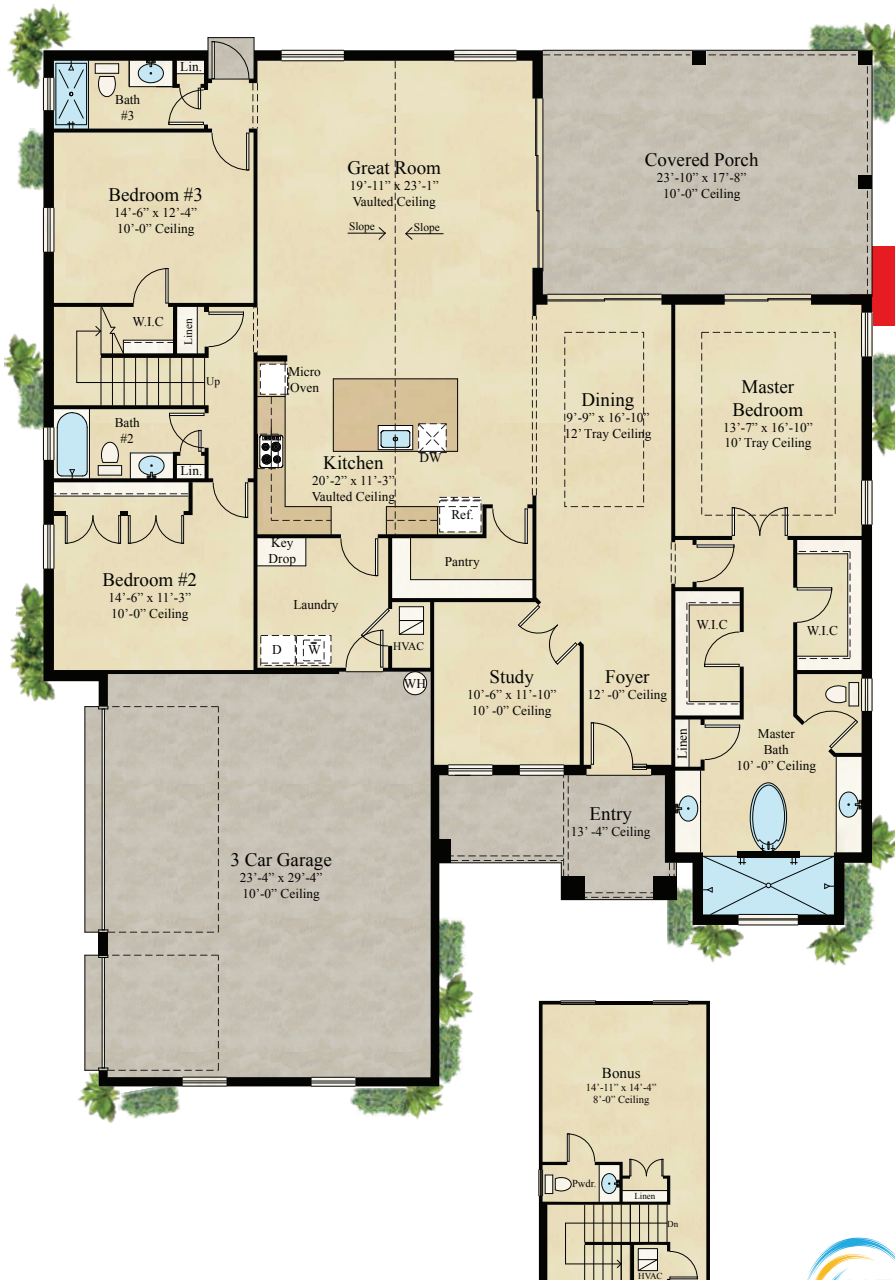 Lin.
Bath
#3
Great Room
19’-11” x 23’-1”
Vaulted Ceiling
Slope
Slope
Covered Porch
23’-10” x 17’-8”
10’-0” Ceiling
Bedroom #3
14’-6” x 12’-4”
10’-0” Ceiling
W.I.C
Linen
Up
Micro
Oven
Bath
#2
Lin.
DW
Kitchen
20’-2” x 11’-3”
Vaulted Ceiling
Ref.
Dining
9’-9” x 16’-10”
12’ Tray Ceiling
Master
Bedroom
13’-7” x 16’-10”
10’ Tray Ceiling
Key
Drop
Pantry
Bedroom #2
14’-6” x 11’-3”
10’-0” Ceiling
Laundry
D
W
HVAC
WH
Study
10’-6” x 11’-10”
10’ -0” Ceiling
Foyer
12’ -0” Ceiling
W.I.C
W.I.C
Linen
Master
Bath
10’ -0” Ceiling
Entry
13’ -4” Ceiling
3 Car Garage
23’-4” x 29’-4”
10’-0” Ceiling
Bonus
14’-11” x 14’-4”
8’-0” Ceiling
Pwdr.
Linen
Dn
HVAC